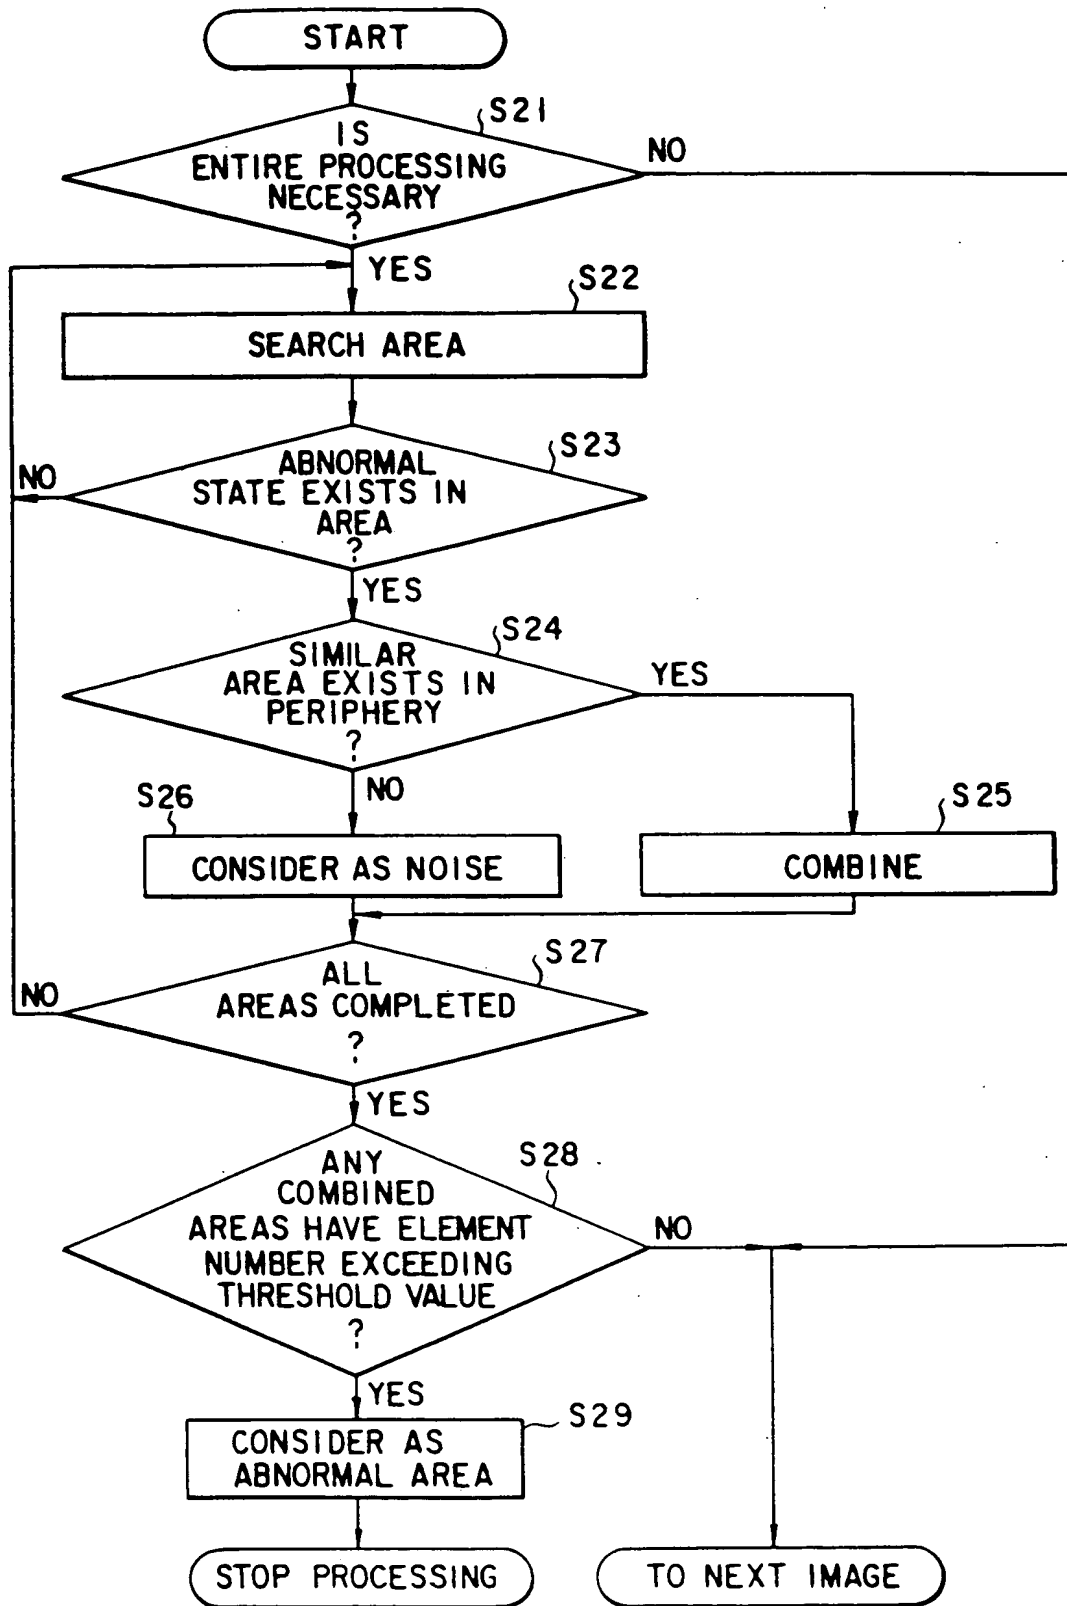 START
S21
IS
ENTIRE PROCESSING
NECESSARY
?
NO
YES
S22
SEARCH AREA
S23
NO
ABNORMAL
STATE EXISTS IN
AREA
?
YES
S24
SIMILAR
AREA EXISTS IN
PERIPHERY
?
YES
NO
S26
S25
CONSIDER AS NOISE
COMBINE
S27
NO
ALL
AREAS COMPLETED
?
YES
S28
ANY
COMBINED
AREAS HAVE ELEMENT
NUMBER EXCEEDING
THRESHOLD VALUE
?
NO
YES
S29
CONSIDER AS
ABNORMAL AREA
STOP PROCESSING
TO NEXT IMAGE